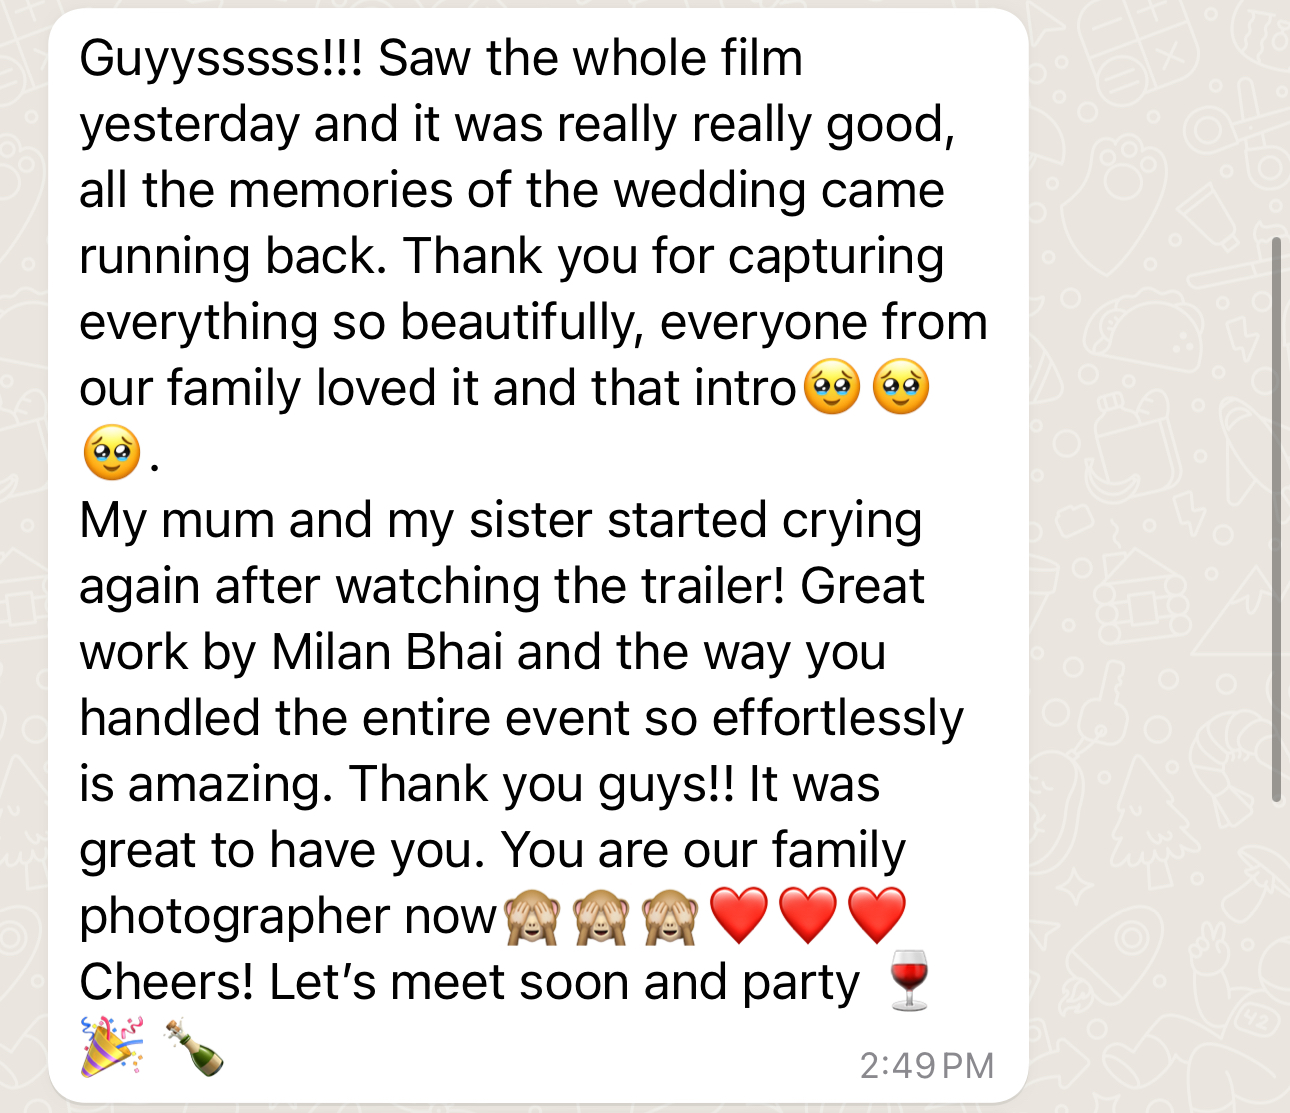 Guyysssss!!! Saw the whole film
yesterday and it was really really good,
all the memories of the wedding came
running back. Thank you for capturing
everything so beautifully, everyone from
our family loved it and that intro🥹🥹
🥹.
My mum and my sister started crying
again after watching the trailer! Great
work by Milan Bhai and the way you
handled the entire event so effortlessly
is amazing. Thank you guys!! It was
great to have you. You are our family
photographer now🙈🙈🙈❤️❤️❤️
Cheers! Let’s meet soon and party 🍷
🎉🍾
2:49 PM